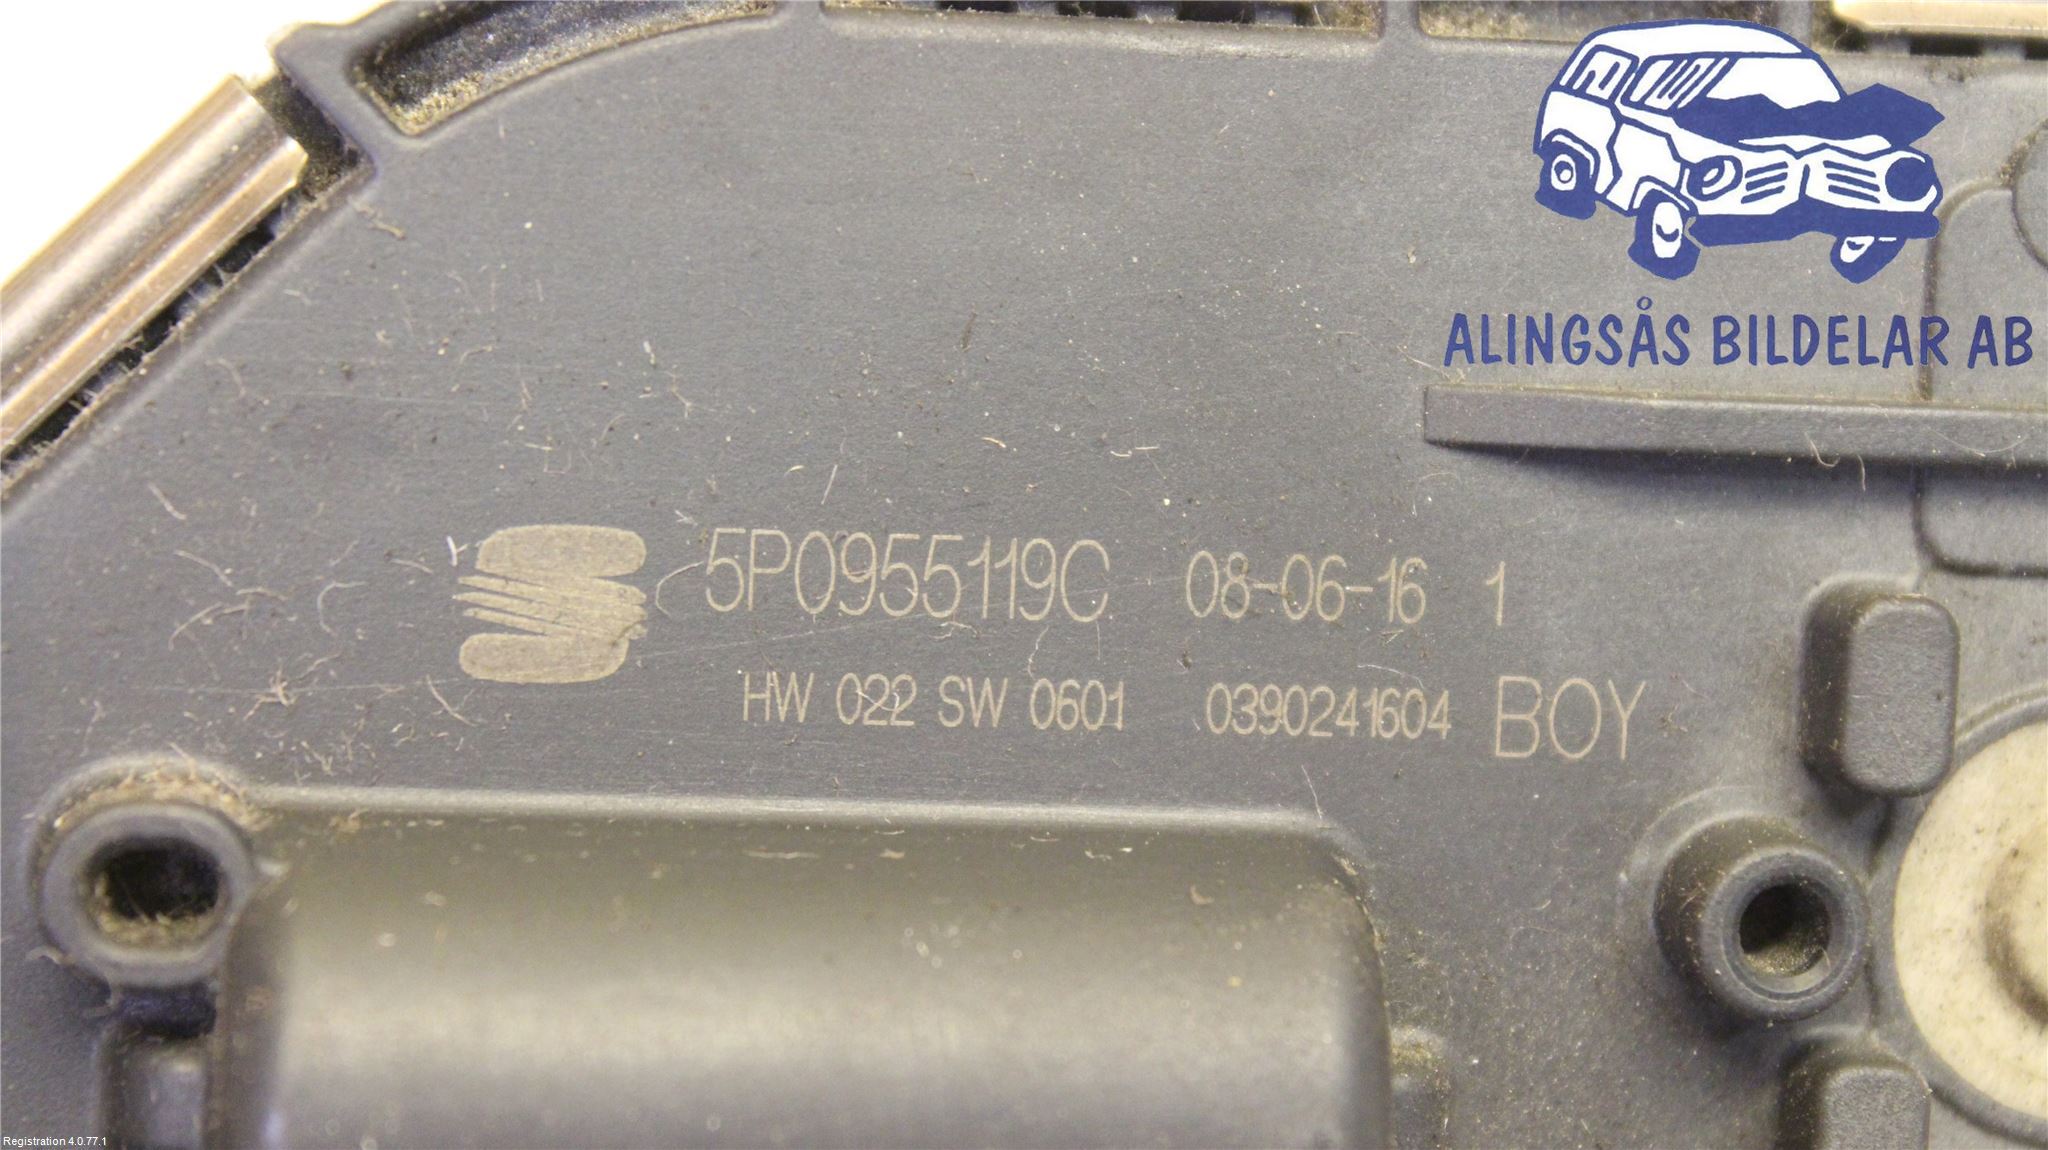 ALINGSÅS BILDELAR AB
5P0955119C 08-06-16 1
HW 022 SW 0601 0390241604 BOY
Registration 4.0.77.1